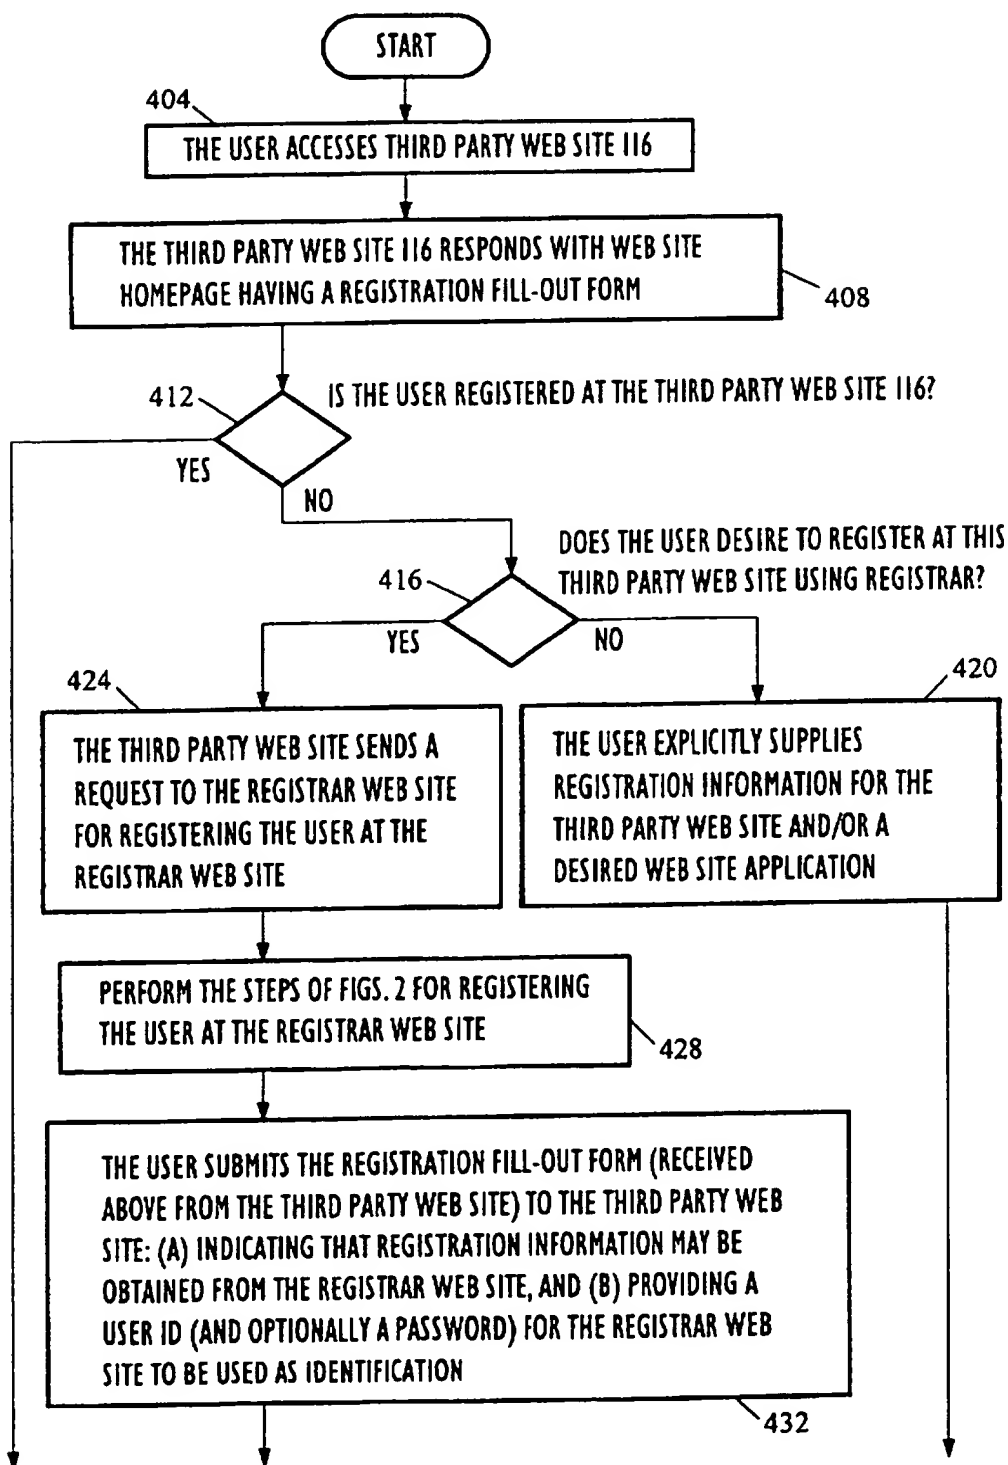 START
404
THE USER ACCESSES THIRD PARTY WEB SITE 116
THE THIRD PARTY WEB SITE 116 RESPONDS WITH WEB SITE
HOMEPAGE HAVING A REGISTRATION FILL-OUT FORM
408
412
IS THE USER REGISTERED AT THE THIRD PARTY WEB SITE 116?
YES
NO
DOES THE USER DESIRE TO REGISTER AT THIS
THIRD PARTY WEB SITE USING REGISTRAR?
416
YES
NO
424
THE THIRD PARTY WEB SITE SENDS A
REQUEST TO THE REGISTRAR WEB SITE
FOR REGISTERING THE USER AT THE
REGISTRAR WEB SITE
420
THE USER EXPLICITLY SUPPLIES
REGISTRATION INFORMATION FOR THE
THIRD PARTY WEB SITE AND/OR A
DESIRED WEB SITE APPLICATION
PERFORM THE STEPS OF FIGS. 2 FOR REGISTERING
THE USER AT THE REGISTRAR WEB SITE
428
THE USER SUBMITS THE REGISTRATION FILL-OUT FORM (RECEIVED
ABOVE FROM THE THIRD PARTY WEB SITE) TO THE THIRD PARTY WEB
SITE: (A) INDICATING THAT REGISTRATION INFORMATION MAY BE
OBTAINED FROM THE REGISTRAR WEB SITE, AND (B) PROVIDING A
USER ID (AND OPTIONALLY A PASSWORD) FOR THE REGISTRAR WEB
SITE TO BE USED AS IDENTIFICATION
432